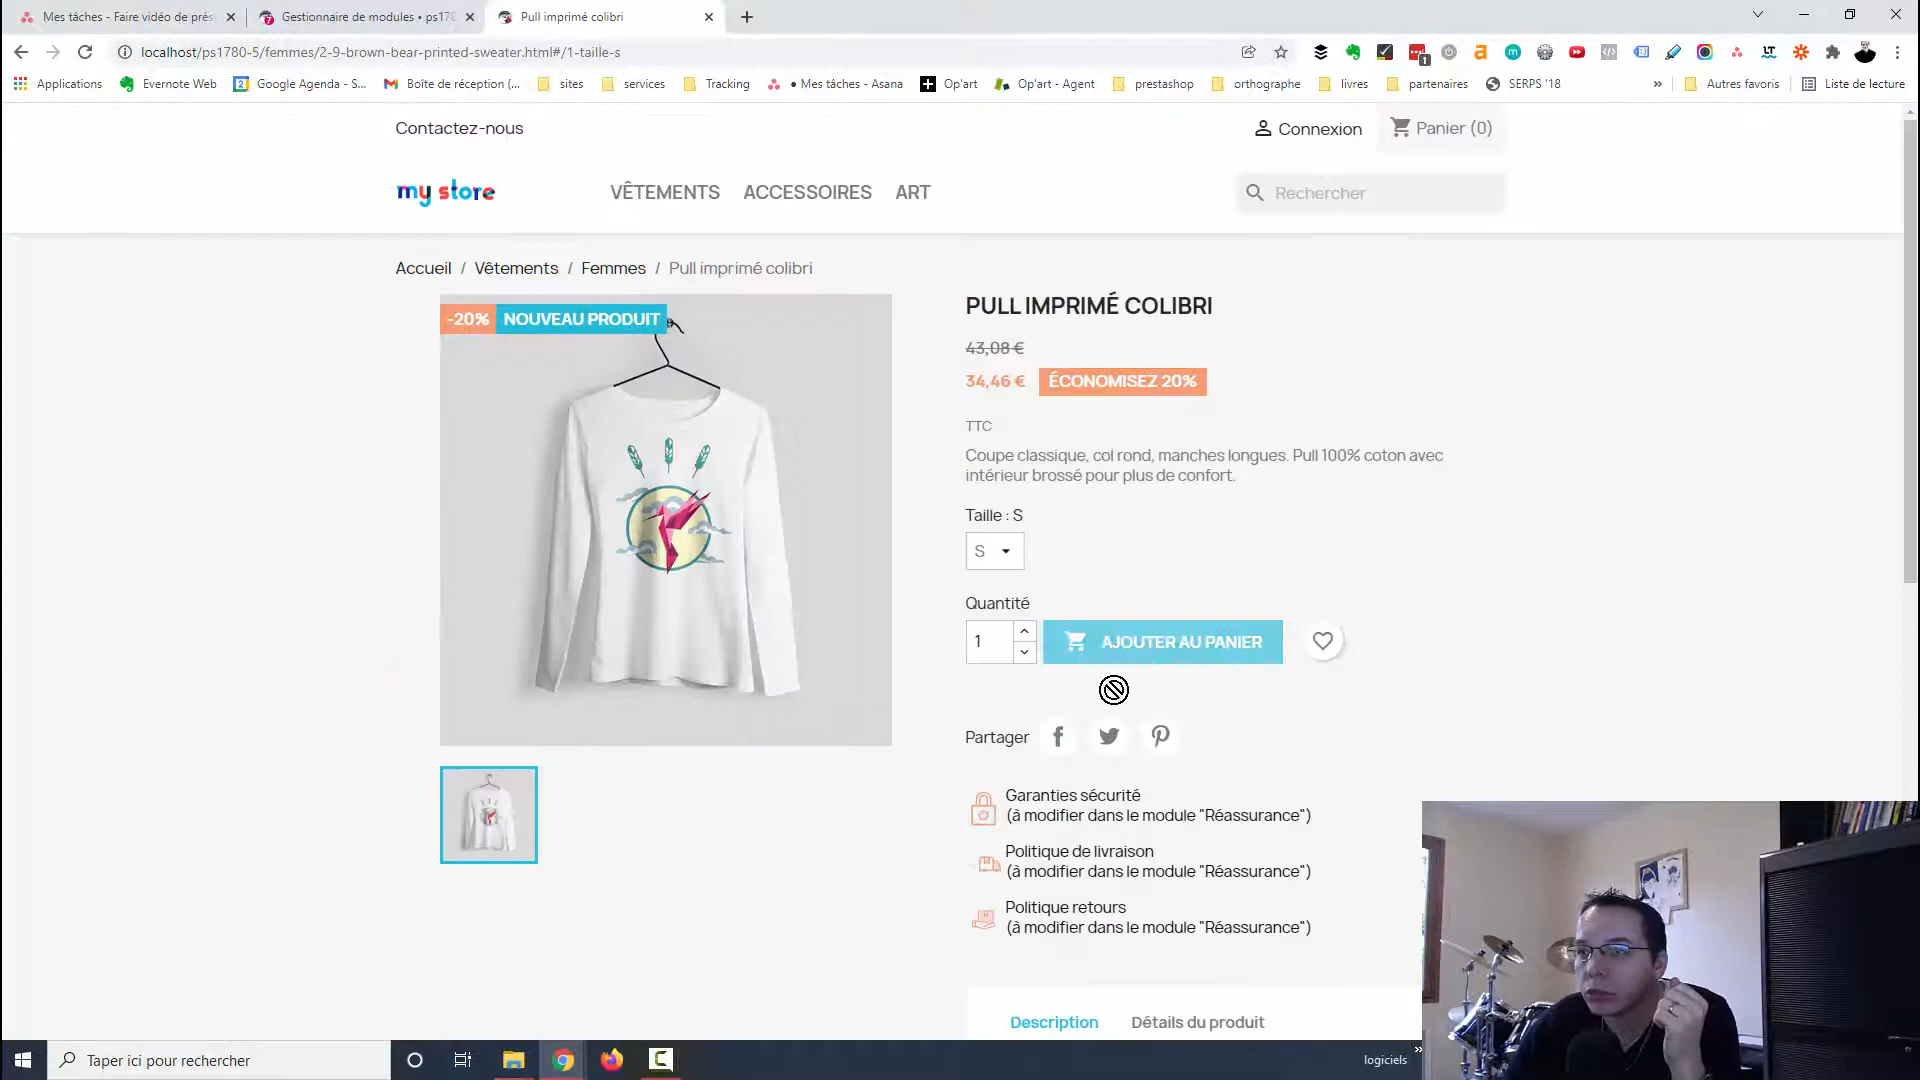 Mes tâches - Faire vidéo de prés
Gestionnaire de modules • ps178
Pull imprimé colibri
localhost/ps1780-5/femmes/2-9-brown-bear-printed-sweater.html#/1-taille-s
1
Applications
Evernote Web
2
Google Agenda - S...
Boîte de réception (...
sites
services
Tracking
• Mes tâches - Asana
Op'art
Op'art - Agent
prestashop
orthographe
livres
partenaires
SERPS '18
»
Autres favoris
Liste de lecture
Contactez-nous
Connexion
Panier (0)
my store
VÊTEMENTS
ACCESSOIRES
ART
Rechercher
Accueil / Vêtements / Femmes / Pull imprimé colibri
-20%
NOUVEAU PRODUIT
PULL IMPRIMÉ COLIBRI
43,08 €
34,46 €
ÉCONOMISEZ 20%
TTC
Coupe classique, col rond, manches longues. Pull 100% coton avec
intérieur brossé pour plus de confort.
Taille : S
S
Quantité
1
AJOUTER AU PANIER
Partager
Garanties sécurité
(à modifier dans le module "Réassurance")
Politique de livraison
(à modifier dans le module "Réassurance")
Politique retours
(à modifier dans le module "Réassurance")
Description
Détails du produit
Taper ici pour rechercher
logiciels
»